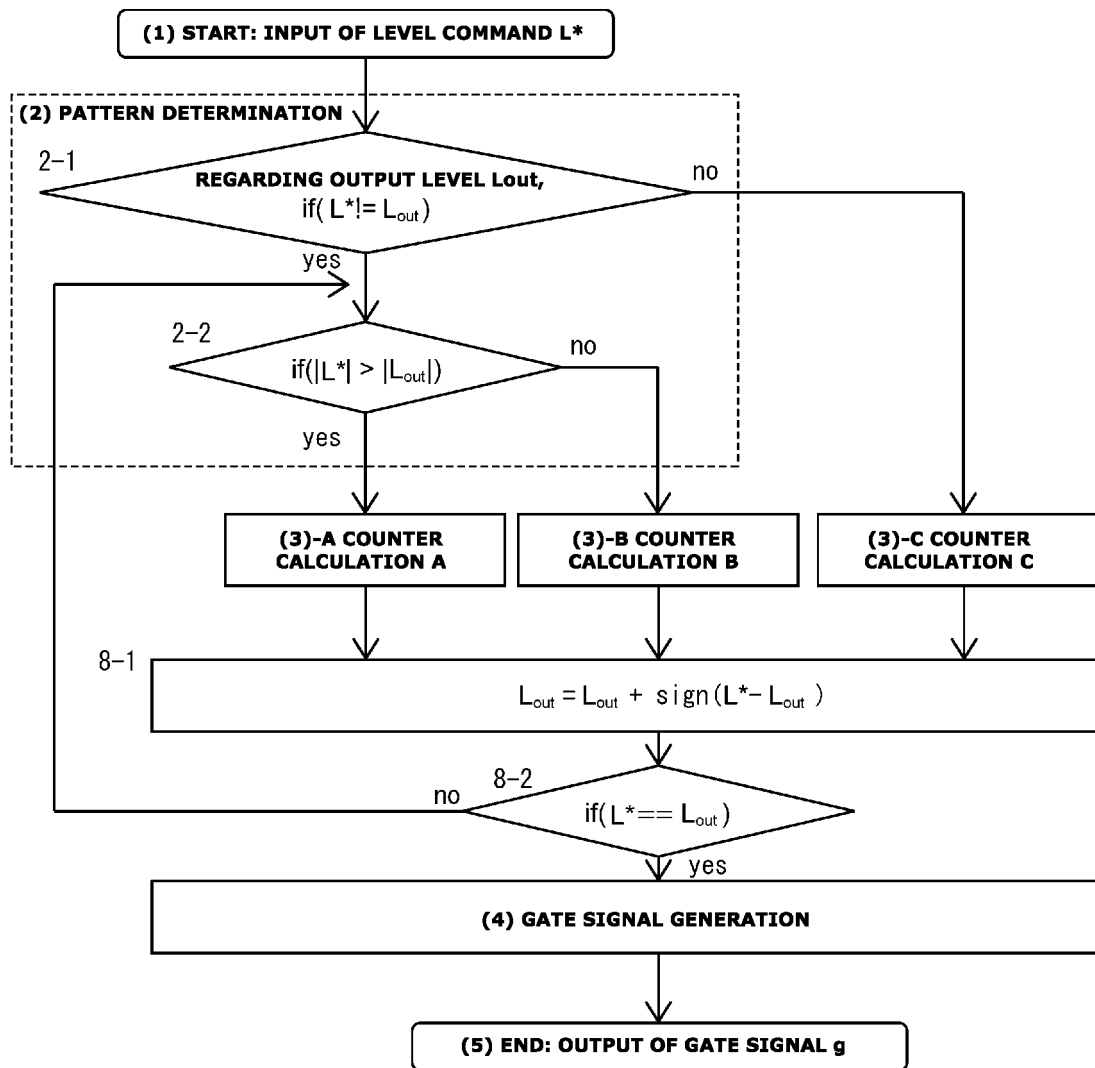 (1) START: INPUT OF LEVEL COMMAND L*
(2) PATTERN DETERMINATION
2-1
REGARDING OUTPUT LEVEL Lout,
if( L*!= Lout)
no
yes
2-2
if(|L*| > |Lout|)
no
yes
(3)-A COUNTER
CALCULATION A
(3)-B COUNTER
CALCULATION B
(3)-C COUNTER
CALCULATION C
8-1
Lout = Lout + sign(L*- Lout )
8-2
if( L*== Lout)
no
yes
(4) GATE SIGNAL GENERATION
(5) END: OUTPUT OF GATE SIGNAL g